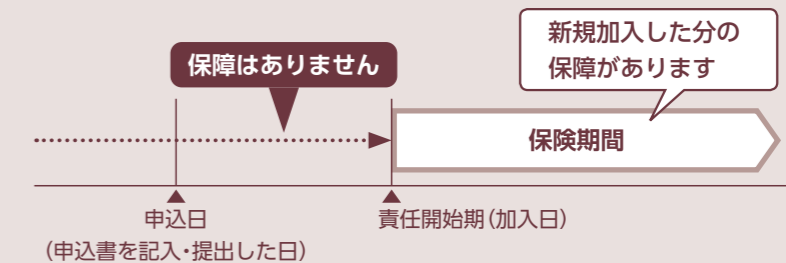 新規加入した分の
保障があります
保障はありません
保険期間
申込日
責任開始期（加入日）
（申込書を記入・提出した日）